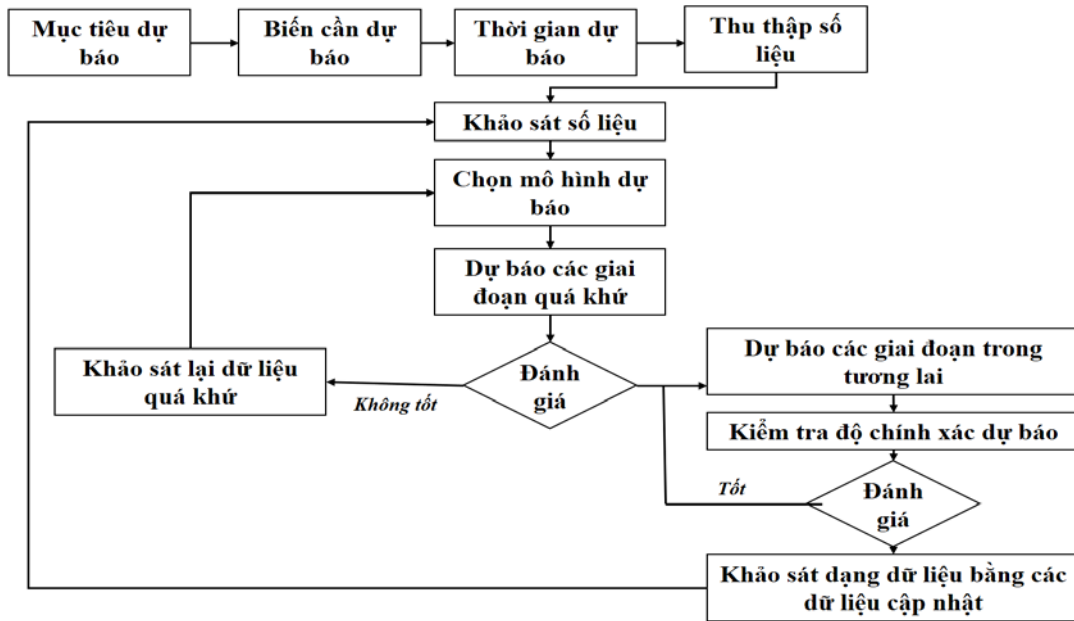 Mục tiêu dự
báo
Biến cần dự
báo
Thời gian dự
báo
Thu thập số
liệu
Khảo sát số liệu
Chọn mô hình dự
báo
Dự báo các giai
đoạn quá khứ
Đánh
giá
Không tốt
Khảo sát lại dữ liệu
quá khứ
Dự báo các giai đoạn trong
tương lai
Kiểm tra độ chính xác dự báo
Đánh
giá
Tốt
Khảo sát dạng dữ liệu bằng các
dữ liệu cập nhật